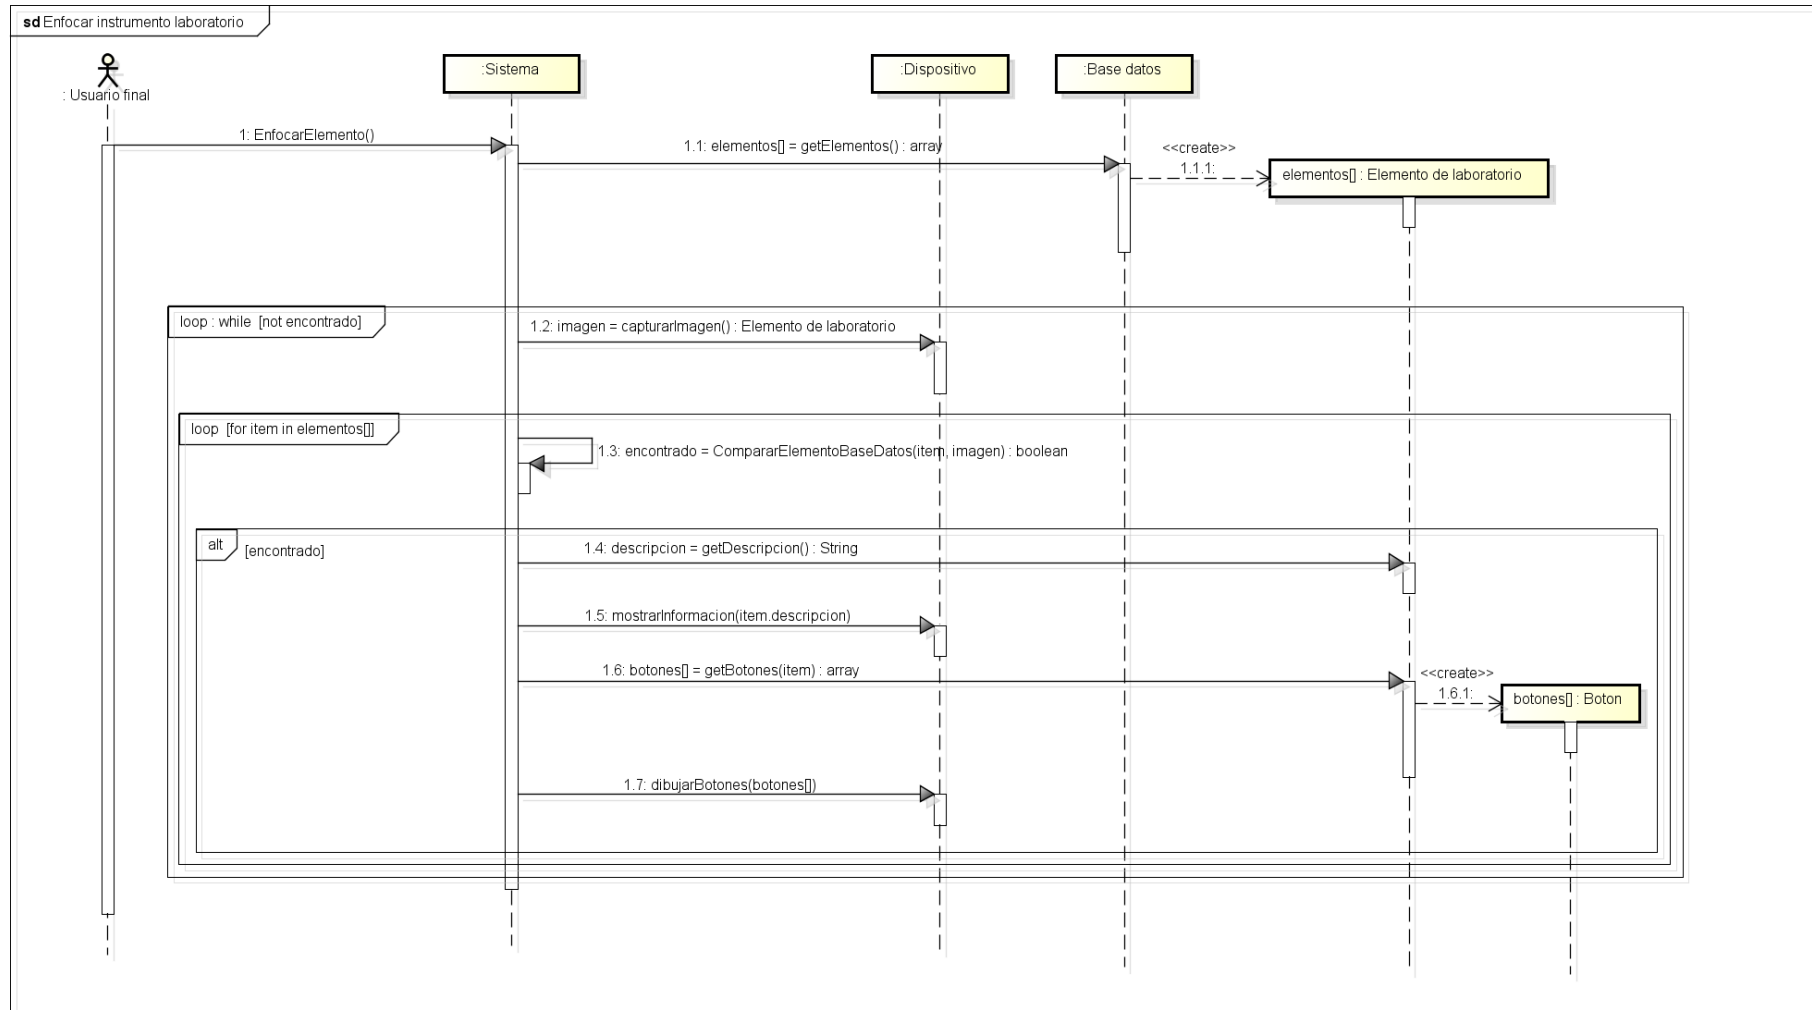 sd Enfocar instrumento laboratorio
: Usuario final
:Sistema
:Dispositivo
:Base datos
1: EnfocarElemento()
1.1: elementos[] = getElementos() : array
<<create>>
1.1.1:
elementos[] : Elemento de laboratorio
loop : while [not encontrado]
1.2: imagen = capturarImagen() : Elemento de laboratorio
loop [for item in elementos[]]
1.3: encontrado = CompararElementoBaseDatos(item, imagen) : boolean
alt
[encontrado]
1.4: descripcion = getDescripcion() : String
1.5: mostrarInformacion(item.descripcion)
1.6: botones[] = getBotones(item) : array
<<create>>
1.6.1:
botones[] : Boton
1.7: dibujarBotones(botones[])